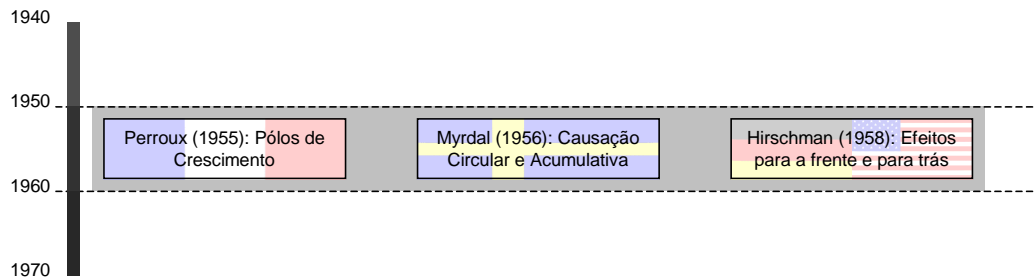 1940
1950
Perroux (1955): Pólos de
Crescimento
Myrdal (1956): Causação
Circular e Acumulativa
Hirschman (1958): Efeitos
para a frente e para trás
1960
1970